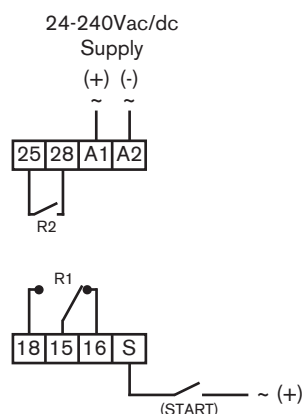 24-240Vac/dc
Supply
(+) (-)
~ ~
25 28 A1 A2
R2
R1
18 15 16 S
~ (+)
(START)